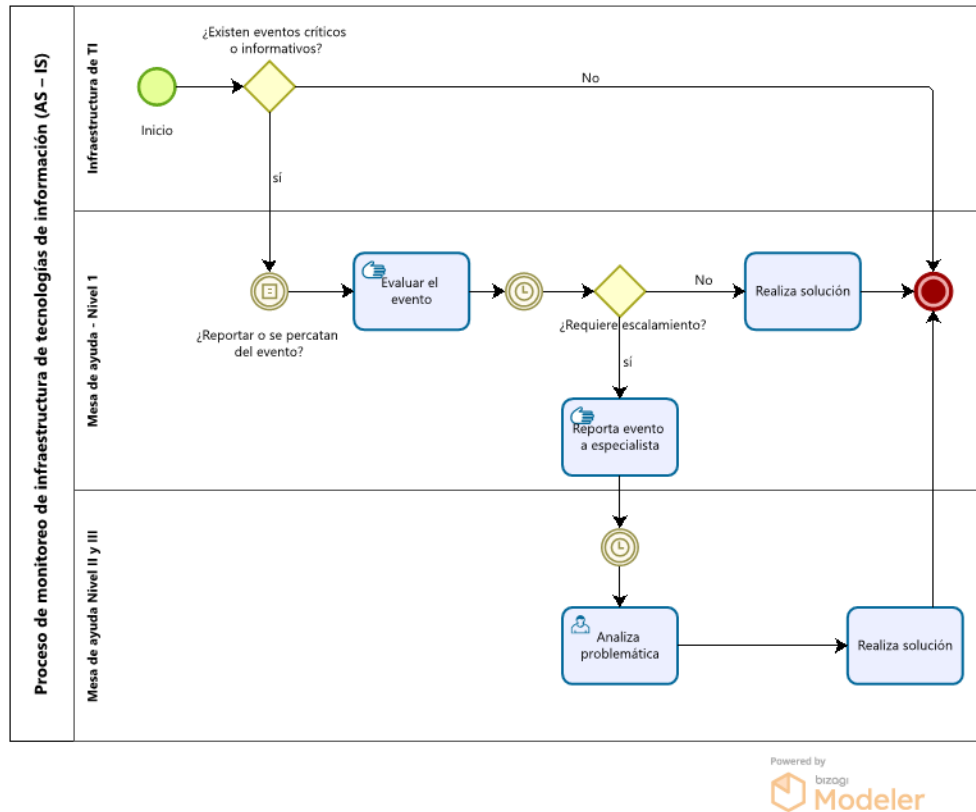 Proceso de monitoreo de infraestructura de tecnologías de información (AS – IS)
Infraestructura de TI
¿Existen eventos críticos
o informativos?
Inicio
No
sí
Mesa de ayuda - Nivel 1
¿Reportar o se percatan
del evento?
Evaluar el
evento
¿Requiere escalamiento?
No
Realiza solución
sí
Reporta evento
a especialista
Mesa de ayuda Nivel II y III
Analiza
problemática
Realiza solución
Powered by
bizagi
Modeler